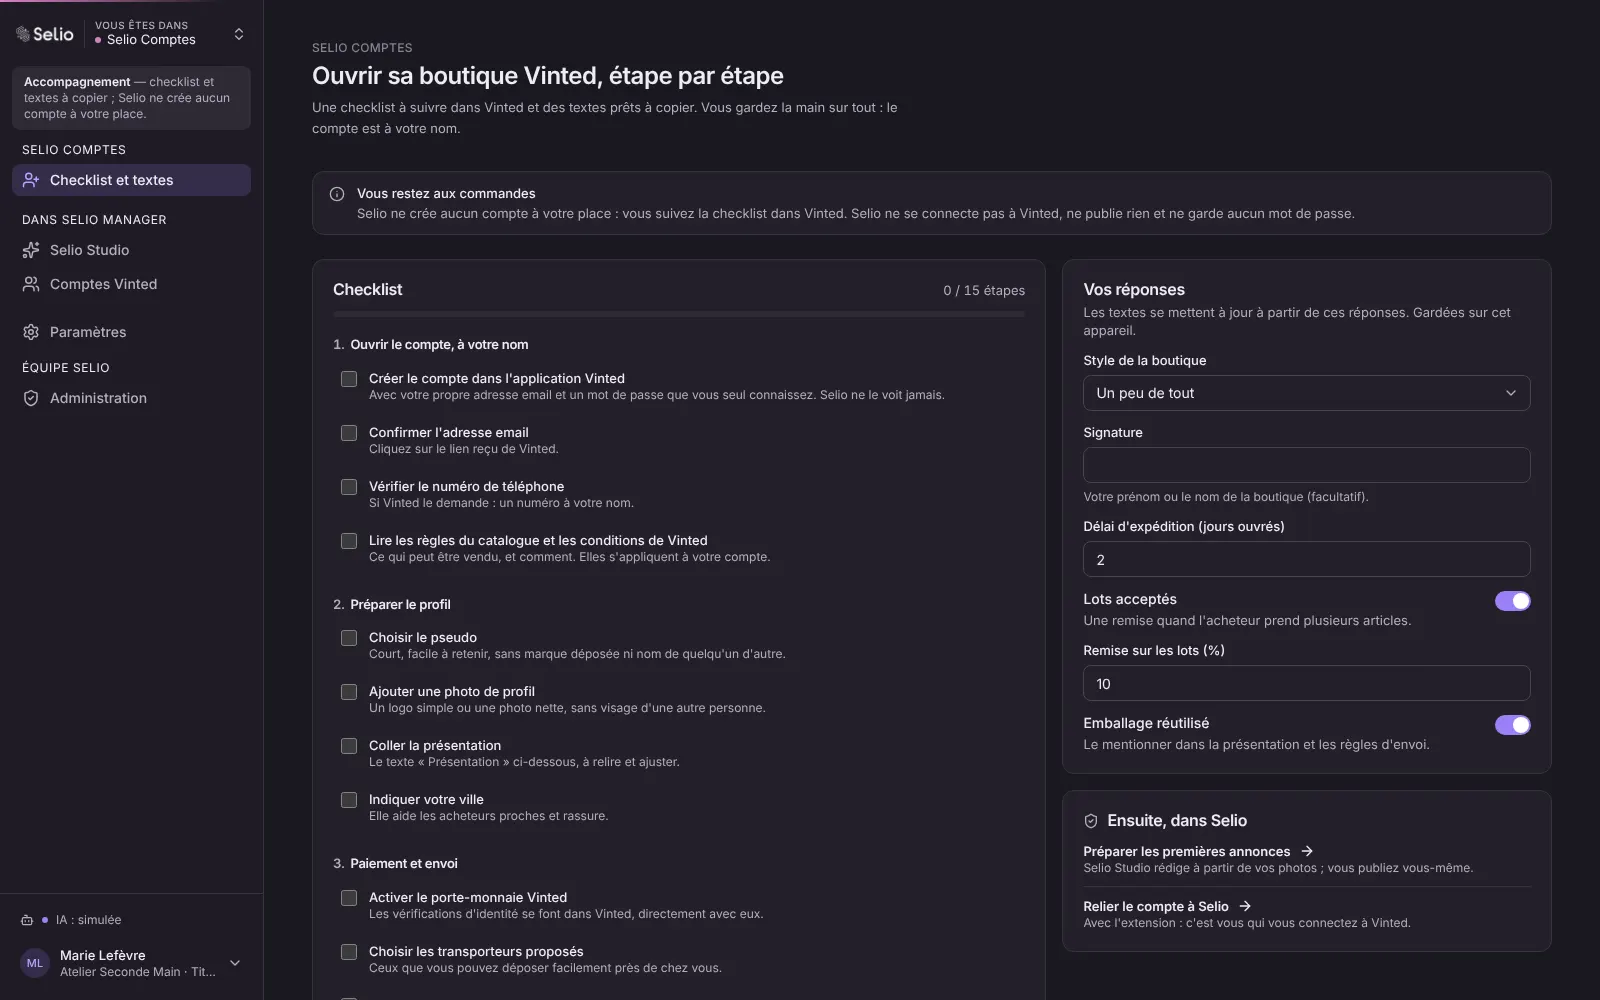 Selio
VOUS ÊTES DANS
Selio Comptes
Accompagnement — checklist et
textes à copier ; Selio ne crée aucun
compte à votre place.
SELIO COMPTES
Checklist et textes
DANS SELIO MANAGER
Selio Studio
Comptes Vinted
Paramètres
ÉQUIPE SELIO
Administration
IA : simulée
ML
Marie Lefèvre
Atelier Seconde Main · Tit...
SELIO COMPTES
Ouvrir sa boutique Vinted, étape par étape
Une checklist à suivre dans Vinted et des textes prêts à copier. Vous gardez la main sur tout : le
compte est à votre nom.
Vous restez aux commandes
Selio ne crée aucun compte à votre place : vous suivez la checklist dans Vinted. Selio ne se connecte pas à Vinted, ne publie rien et ne garde aucun mot de passe.
Checklist
0 / 15 étapes
1. Ouvrir le compte, à votre nom
Créer le compte dans l'application Vinted
Avec votre propre adresse email et un mot de passe que vous seul connaissez. Selio ne le voit jamais.
Confirmer l'adresse email
Cliquez sur le lien reçu de Vinted.
Vérifier le numéro de téléphone
Si Vinted le demande : un numéro à votre nom.
Lire les règles du catalogue et les conditions de Vinted
Ce qui peut être vendu, et comment. Elles s'appliquent à votre compte.
2. Préparer le profil
Choisir le pseudo
Court, facile à retenir, sans marque déposée ni nom de quelqu'un d'autre.
Ajouter une photo de profil
Un logo simple ou une photo nette, sans visage d'une autre personne.
Coller la présentation
Le texte « Présentation » ci-dessous, à relire et ajuster.
Indiquer votre ville
Elle aide les acheteurs proches et rassure.
3. Paiement et envoi
Activer le porte-monnaie Vinted
Les vérifications d'identité se font dans Vinted, directement avec eux.
Choisir les transporteurs proposés
Ceux que vous pouvez déposer facilement près de chez vous.
Vos réponses
Les textes se mettent à jour à partir de ces réponses. Gardées sur cet
appareil.
Style de la boutique
Un peu de tout
Signature
Votre prénom ou le nom de la boutique (facultatif).
Délai d'expédition (jours ouvrés)
2
Lots acceptés
Une remise quand l'acheteur prend plusieurs articles.
Remise sur les lots (%)
10
Emballage réutilisé
Le mentionner dans la présentation et les règles d'envoi.
Ensuite, dans Selio
Préparer les premières annonces
Selio Studio rédige à partir de vos photos ; vous publiez vous-même.
Relier le compte à Selio
Avec l'extension : c'est vous qui vous connectez à Vinted.